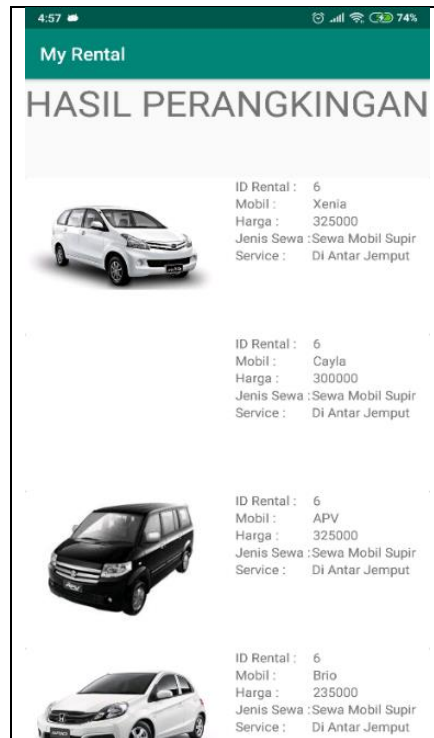 4:57 74%
My Rental
HASIL PERANGKINGAN
ID Rental : 6
Mobil : Xenia
Harga : 325000
Jenis Sewa :Sewa Mobil Supir
Service : Di Antar Jemput
ID Rental : 6
Mobil : Cayla
Harga : 300000
Jenis Sewa :Sewa Mobil Supir
Service : Di Antar Jemput
ID Rental : 6
Mobil : APV
Harga : 325000
Jenis Sewa :Sewa Mobil Supir
Service : Di Antar Jemput
ID Rental : 6
Mobil : Brio
Harga : 235000
Jenis Sewa :Sewa Mobil Supir
Service : Di Antar Jemput